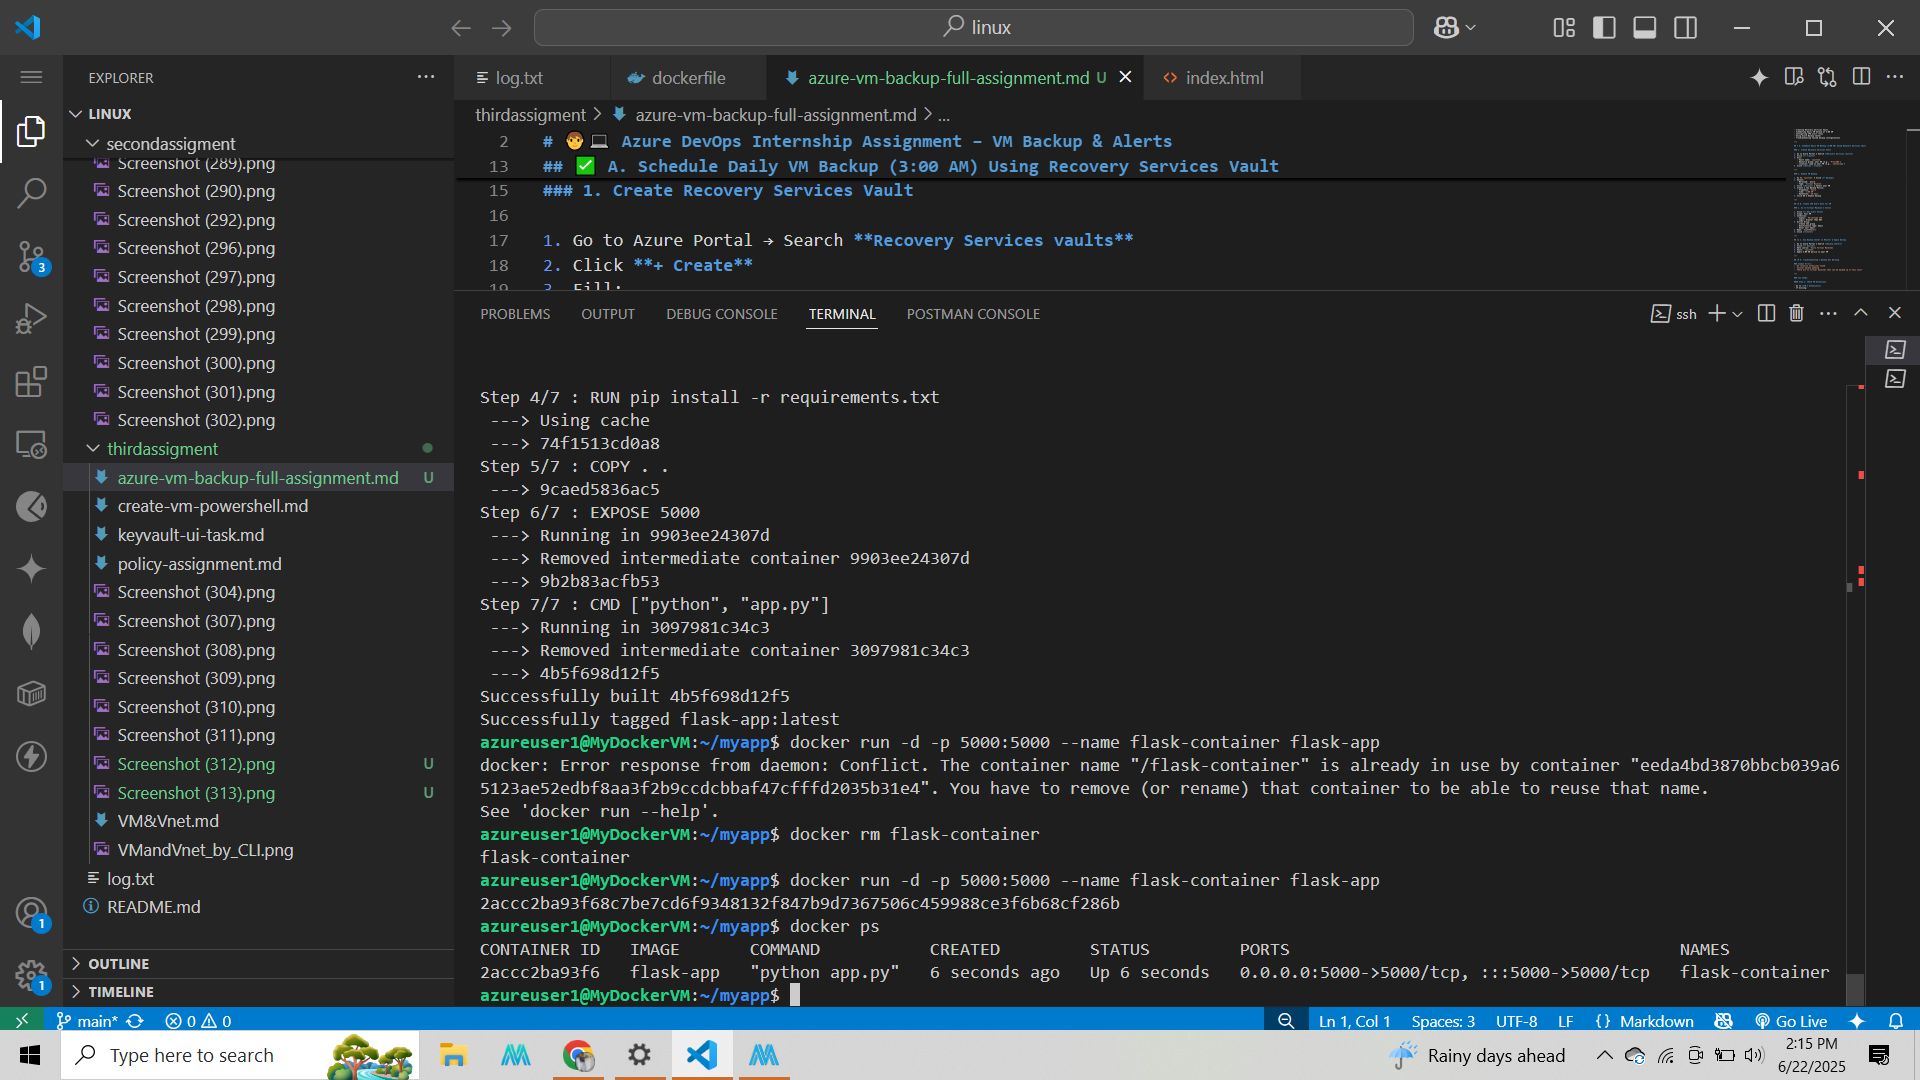 linux
EXPLORER
LINUX
secondassigment
Screenshot (289).png
Screenshot (290).png
Screenshot (292).png
Screenshot (296).png
Screenshot (297).png
Screenshot (298).png
Screenshot (299).png
Screenshot (300).png
Screenshot (301).png
Screenshot (302).png
thirdassigment
azure-vm-backup-full-assignment.md U
create-vm-powershell.md
keyvault-ui-task.md
policy-assignment.md
Screenshot (304).png
Screenshot (307).png
Screenshot (308).png
Screenshot (309).png
Screenshot (310).png
Screenshot (311).png
Screenshot (312).png U
Screenshot (313).png U
VM&Vnet.md
VMandVnet_by_CLI.png
log.txt
README.md
OUTLINE
TIMELINE
3
1
1
log.txt dockerfile azure-vm-backup-full-assignment.md U index.html
thirdassigment > azure-vm-backup-full-assignment.md > ...
2 # 🧑‍💻 Azure DevOps Internship Assignment – VM Backup & Alerts
13 ## ✅ A. Schedule Daily VM Backup (3:00 AM) Using Recovery Services Vault
15 ### 1. Create Recovery Services Vault
16
17 1. Go to Azure Portal → Search **Recovery Services vaults**
18 2. Click **+ Create**
19 3. Fill:
PROBLEMS OUTPUT DEBUG CONSOLE TERMINAL POSTMAN CONSOLE
ssh
Step 4/7 : RUN pip install -r requirements.txt
---> Using cache
---> 74f1513cd0a8
Step 5/7 : COPY . .
---> 9caed5836ac5
Step 6/7 : EXPOSE 5000
---> Running in 9903ee24307d
---> Removed intermediate container 9903ee24307d
---> 9b2b83acfb53
Step 7/7 : CMD ["python", "app.py"]
---> Running in 3097981c34c3
---> Removed intermediate container 3097981c34c3
---> 4b5f698d12f5
Successfully built 4b5f698d12f5
Successfully tagged flask-app:latest
azureuser1@MyDockerVM:~/myapp$ docker run -d -p 5000:5000 --name flask-container flask-app
docker: Error response from daemon: Conflict. The container name "/flask-container" is already in use by container "eeda4bd3870bbcb039a6
5123ae52edbf8aa3f2b9ccdcbbaf47cfffd2035b31e4". You have to remove (or rename) that container to be able to reuse that name.
See 'docker run --help'.
azureuser1@MyDockerVM:~/myapp$ docker rm flask-container
flask-container
azureuser1@MyDockerVM:~/myapp$ docker run -d -p 5000:5000 --name flask-container flask-app
2accc2ba93f68c7be7cd6f9348132f847b9d7367506c459988ce3f6b68cf286b
azureuser1@MyDockerVM:~/myapp$ docker ps
CONTAINER ID IMAGE COMMAND CREATED STATUS PORTS NAMES
2accc2ba93f6 flask-app "python app.py" 6 seconds ago Up 6 seconds 0.0.0.0:5000->5000/tcp, :::5000->5000/tcp flask-container
azureuser1@MyDockerVM:~/myapp$
main* 0 0 Ln 1, Col 1 Spaces: 3 UTF-8 LF {} Markdown Go Live
Type here to search
Rainy days ahead
2:15 PM
6/22/2025